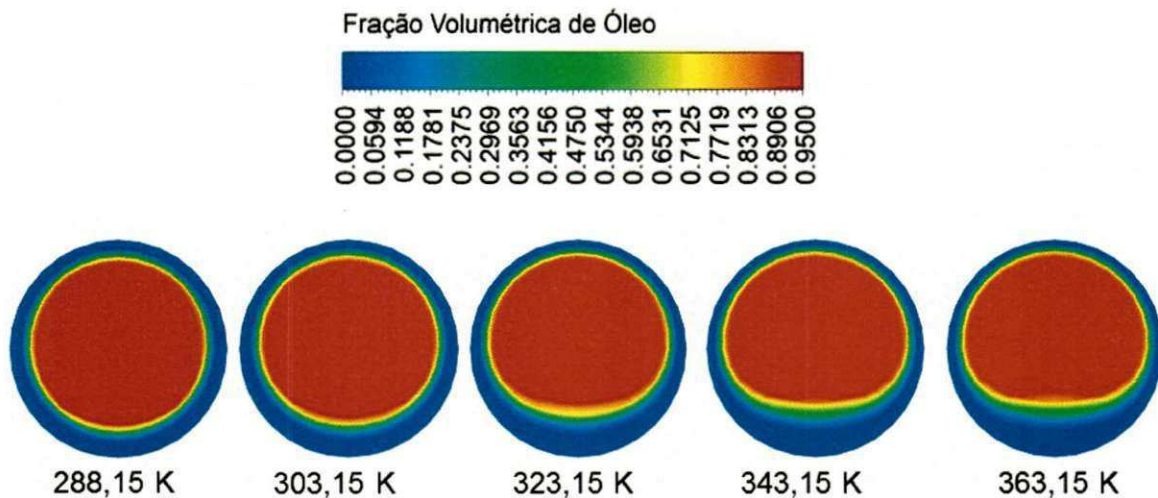 Fração Volumétrica de Óleo
0.0000
0.0594
0.1188
0.1781
0.2375
0.2969
0.3563
0.4156
0.4750
0.5344
0.5938
0.6531
0.7125
0.7719
0.8313
0.8906
0.9500
288,15 K
303,15 K
323,15 K
343,15 K
363,15 K